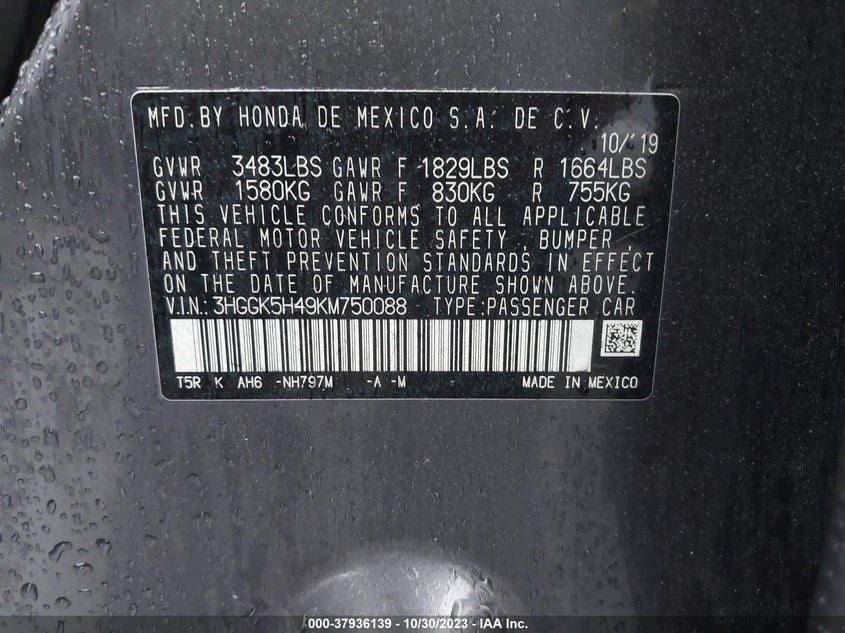 MFD. BY HONDA DE MEXICO S.A. DE C.V.
10/19
GVWR 3483LBS GAWR F 1829LBS R 1664LBS
GVWR 1580KG GAWR F 830KG R 755KG
THIS VEHICLE CONFORMS TO ALL APPLICABLE
FEDERAL MOTOR VEHICLE SAFETY , BUMPER ,
AND THEFT PREVENTION STANDARDS IN EFFECT
ON THE DATE OF MANUFACTURE SHOWN ABOVE.
V.I.N.: 3HGGK5H49KM750088 TYPE:PASSENGER CAR
T5R K AH6 -NH797M -A -M MADE IN MEXICO
000-37936139 - 10/30/2023 - IAA Inc.